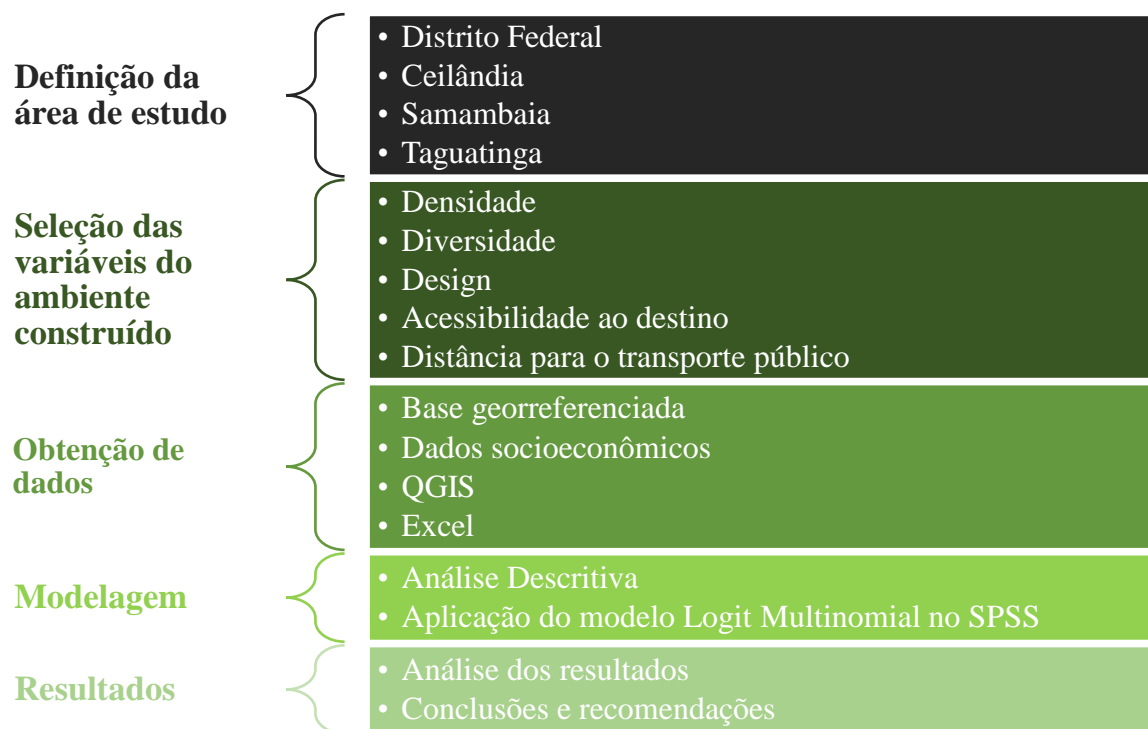 Definição da
área de estudo
• Distrito Federal
• Ceilândia
• Samambaia
• Taguatinga
Seleção das
variáveis do
ambiente
construído
• Densidade
• Diversidade
• Design
• Acessibilidade ao destino
• Distância para o transporte público
Obtenção de
dados
• Base georreferenciada
• Dados socioeconômicos
• QGIS
• Excel
Modelagem
• Análise Descritiva
• Aplicação do modelo Logit Multinomial no SPSS
Resultados
• Análise dos resultados
• Conclusões e recomendações